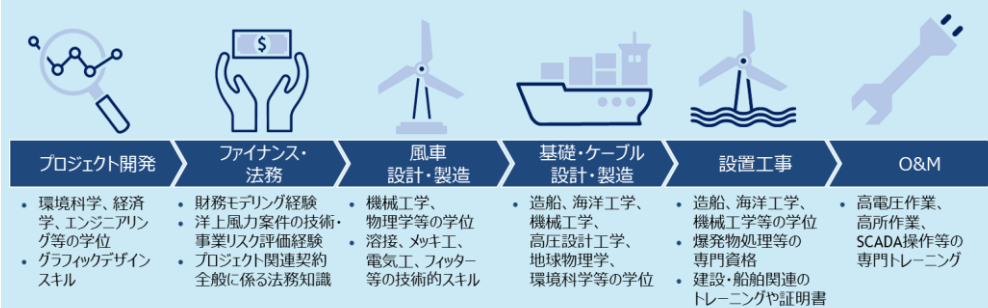 $
プロジェクト開発
ファイナンス・
法務
風車
設計・製造
基礎・ケーブル
設計・製造
設置工事
O&M
• 環境科学、経済
学、エンジニアリン
グ等の学位
• グラフィックデザイン
スキル
• 財務モデリング経験
• 洋上風力案件の技術・
事業リスク評価経験
• プロジェクト関連契約
全般に係る法務知識
• 機械工学、
物理学等の学位
• 溶接、メッキ工、
電気工、フィッター
等の技術的スキル
• 造船、海洋工学、
機械工学、
高圧設計工学、
地球物理学、
環境科学等の学位
• 造船、海洋工学、
機械工学等の学位
• 爆発物処理等の
専門資格
• 建設・船舶関連の
トレーニングや証明書
• 高電圧作業、
高所作業、
SCADA操作等の
専門トレーニング